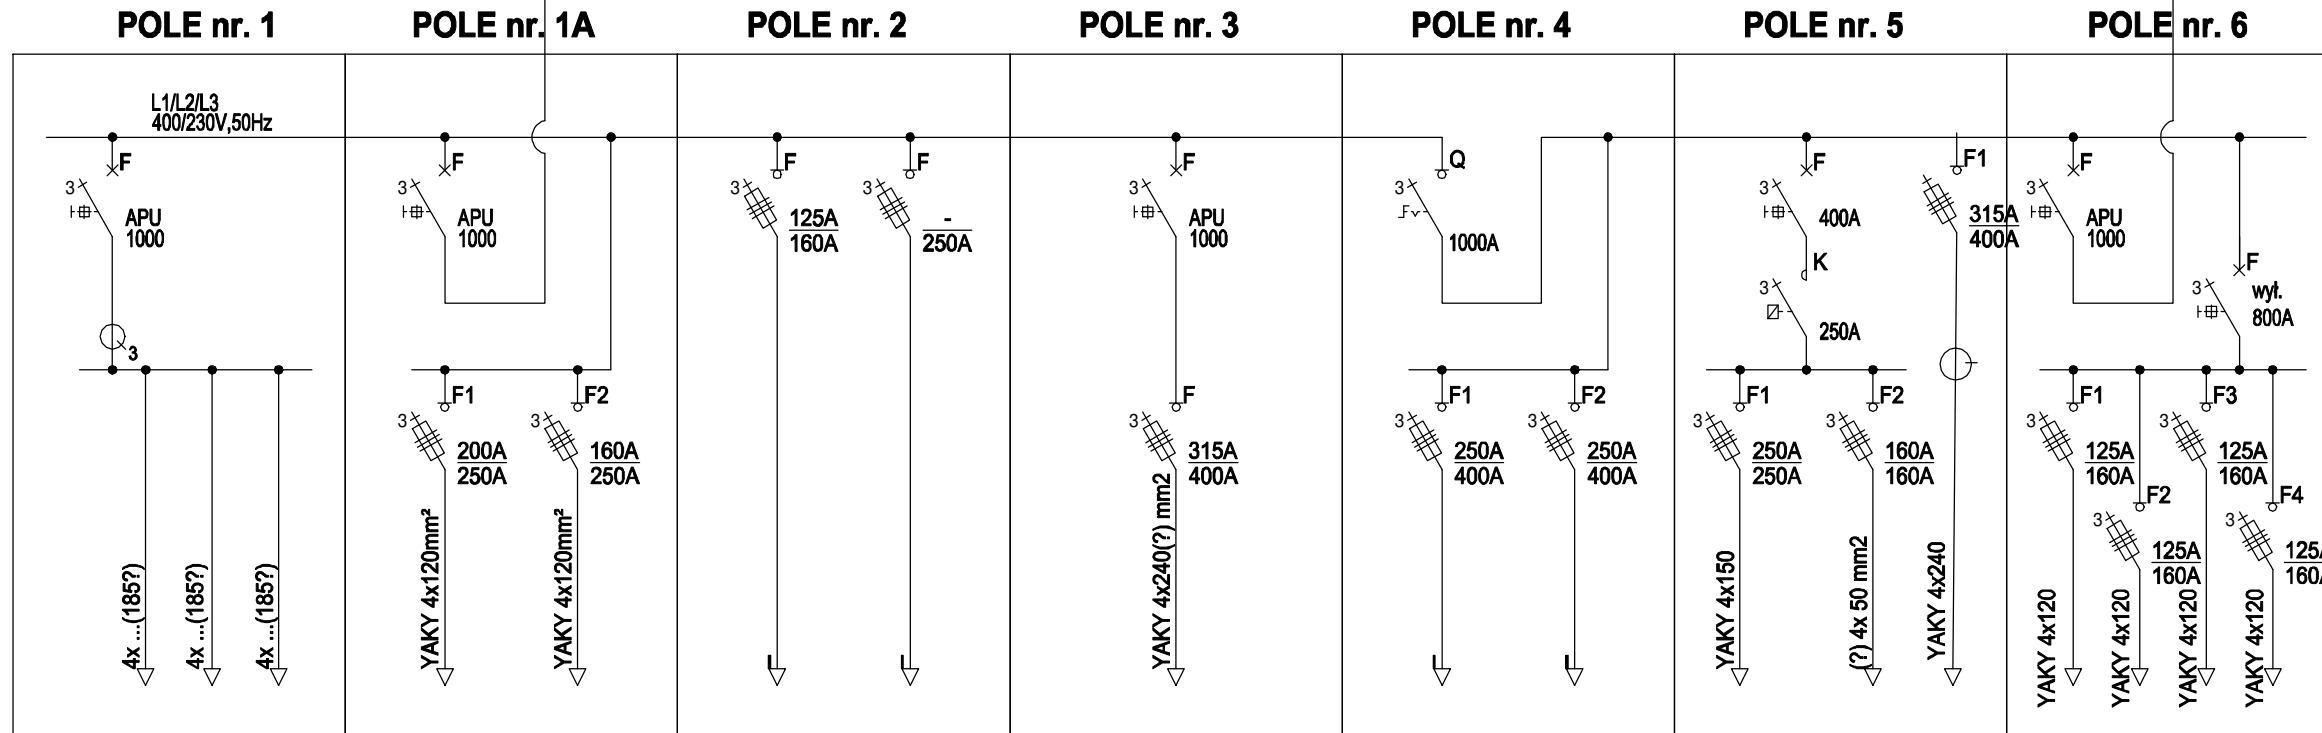 POLE nr. 1
POLE nr. 1A
POLE nr. 2
POLE nr. 3
POLE nr. 4
POLE nr. 5
POLE nr. 6
L1/L2/L3
400/230V,50Hz
F
3
APU
1000
3
4x ...(185?)
4x ...(185?)
4x ...(185?)
F
3
APU
1000
F1
3
200A
250A
YAKY 4x120mm²
F2
3
160A
250A
YAKY 4x120mm²
F
3
125A
160A
F
3
-
250A
F
3
APU
1000
F
3
315A
400A
YAKY 4x240(?) mm2
Q
3
1000A
F1
3
250A
400A
F2
3
250A
400A
F
3
400A
K
3
250A
F1
315A
400A
F1
3
250A
250A
YAKY 4x150
F2
3
160A
160A
(?) 4x 50 mm2
YAKY 4x240
F
3
APU
1000
F
3
wył.
800A
F1
3
125A
160A
YAKY 4x120
F2
3
125A
160A
YAKY 4x120
F3
3
125A
160A
YAKY 4x120
F4
3
125A
160A
YAKY 4x120